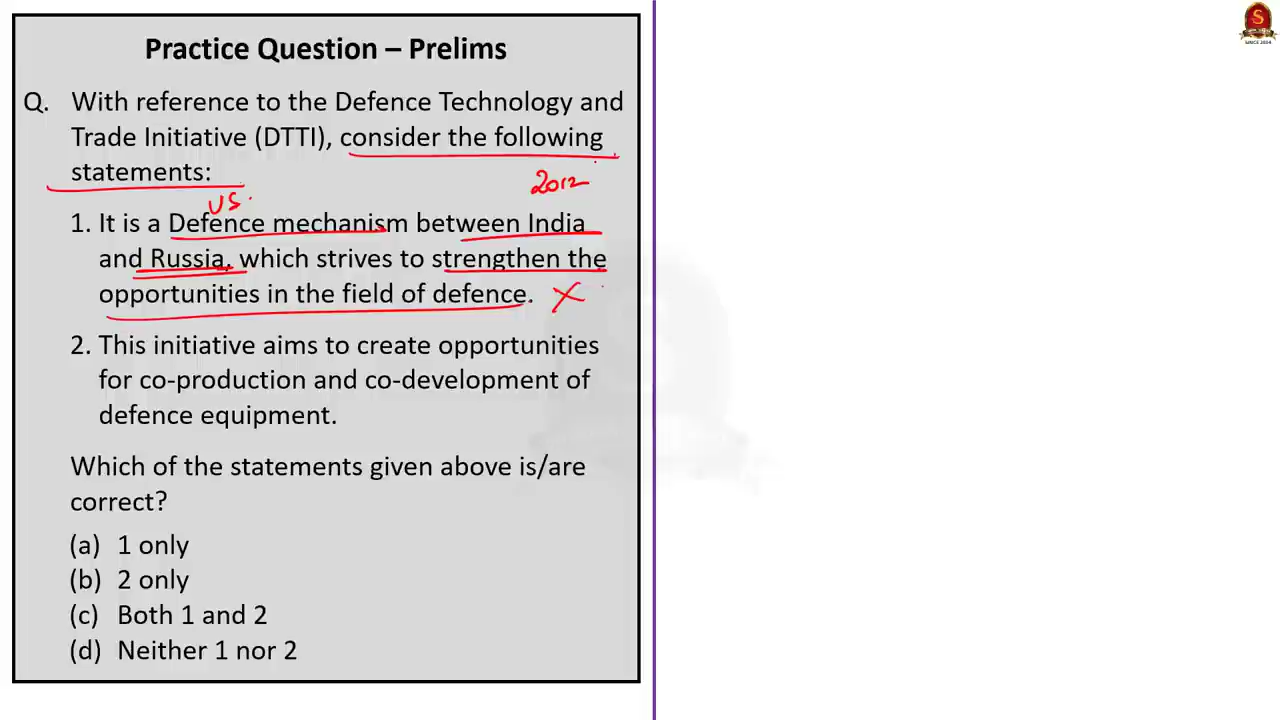 S
SINCE 2004
Practice Question – Prelims
Q. With reference to the Defence Technology and
Trade Initiative (DTTI), consider the following
statements:
2012
US
1. It is a Defence mechanism between India
and Russia, which strives to strengthen the
opportunities in the field of defence. X
2. This initiative aims to create opportunities
for co-production and co-development of
defence equipment.
Which of the statements given above is/are
correct?
(a) 1 only
(b) 2 only
(c) Both 1 and 2
(d) Neither 1 nor 2